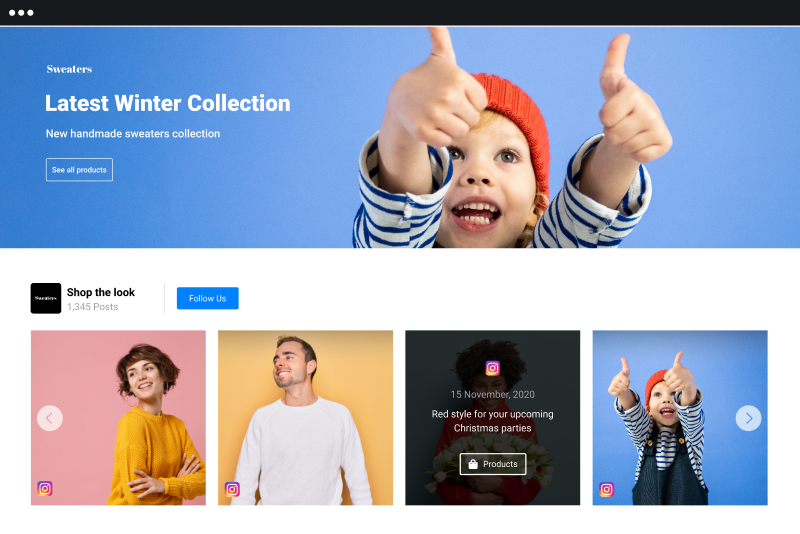 Sweaters
Latest Winter Collection
New handmade sweaters collection
See all products
Sweaters
Shop the look
1,345 Posts
Follow Us
15 November, 2020
Red style for your upcoming
Christmas parties
Products